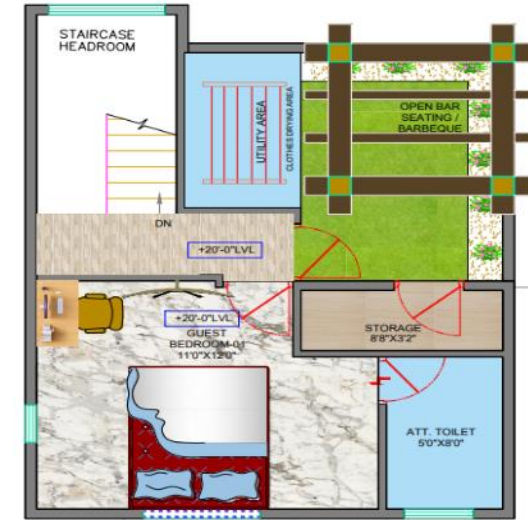 STAIRCASE
HEADROOM
UTILITY AREA
CLOTHES DRYING AREA
OPEN BAR
SEATING /
BARBEQUE
DN
+20'-0"LVL
+20'-0"LVL
GUEST
BEDROOM-01
11'0"X12'0"
STORAGE
8'8"X3'2"
ATT. TOILET
5'0"X8'0"